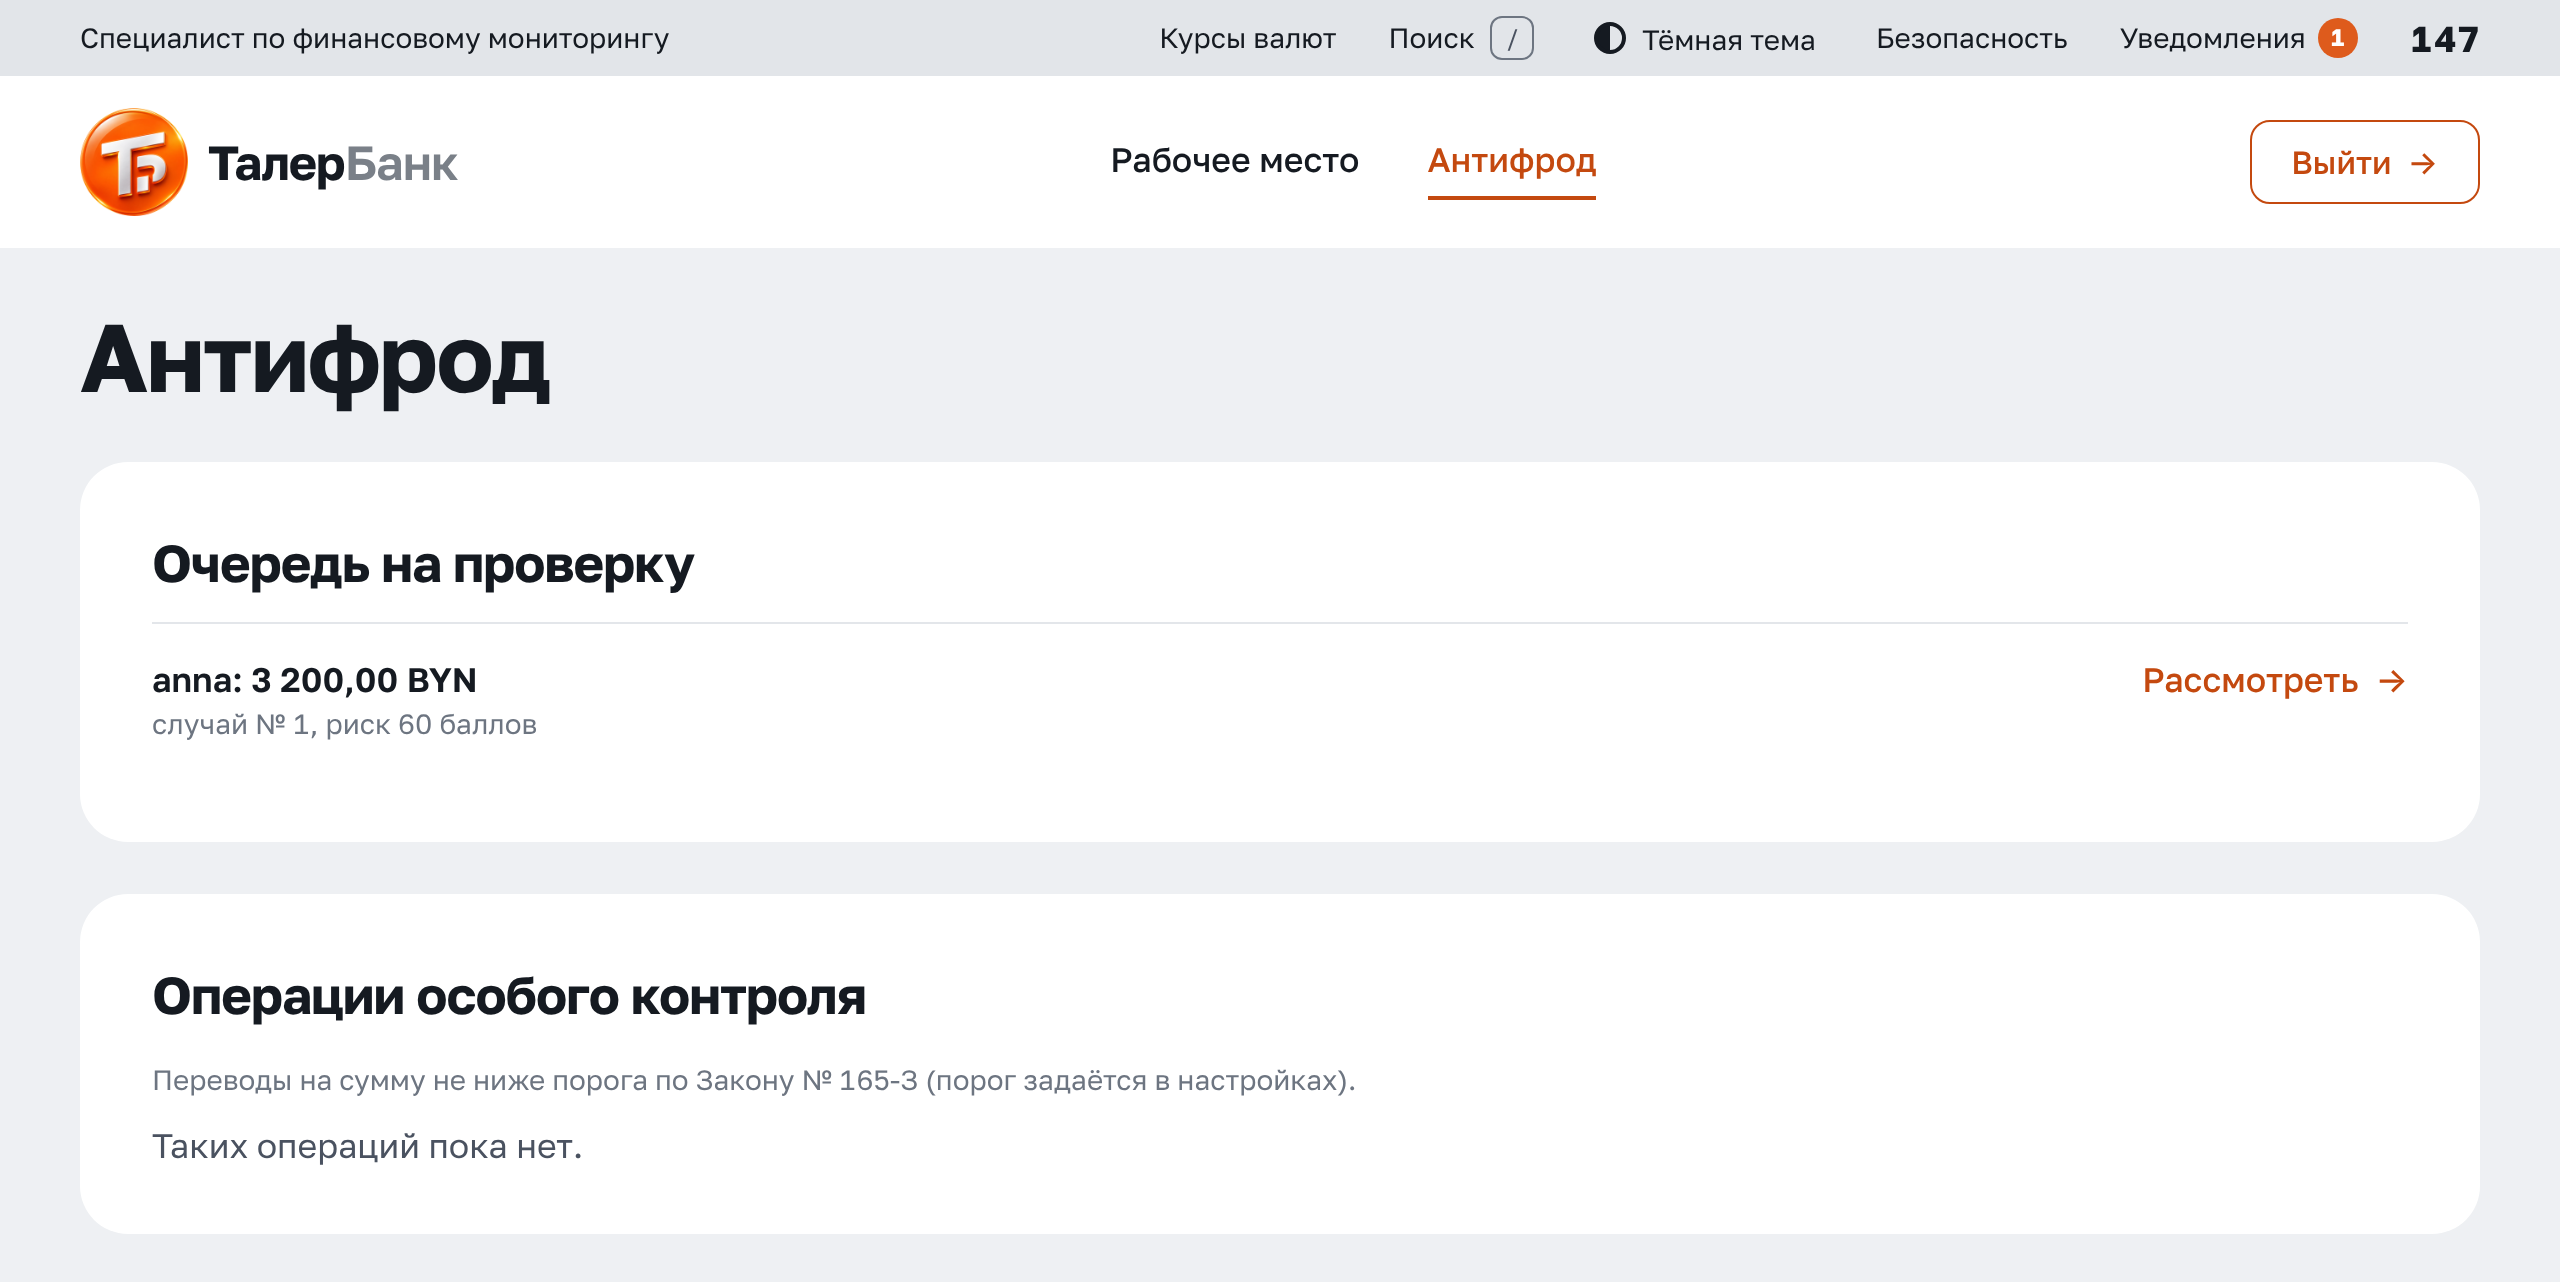 Специалист по финансовому мониторингу Курсы валют Поиск / Тёмная тема Безопасность Уведомления 1 147
ТР ТалерБанк Рабочее место Антифрод Выйти →
Антифрод
Очередь на проверку
anna: 3 200,00 BYN Рассмотреть →
случай № 1, риск 60 баллов
Операции особого контроля
Переводы на сумму не ниже порога по Закону № 165-З (порог задаётся в настройках).
Таких операций пока нет.